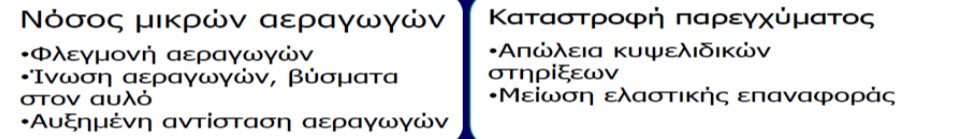 Νόσος μικρών αεραγωγών
•Φλεγμονή αεραγωγών
•Ίνωση αεραγωγών, βύσματα
στον αυλό
•Αυξημένη αντίσταση αεραγωγών
Καταστροφή παρεγχύματος
•Απώλεια κυψελιδικών
στηρίξεων
•Μείωση ελαστικής επαναφοράς